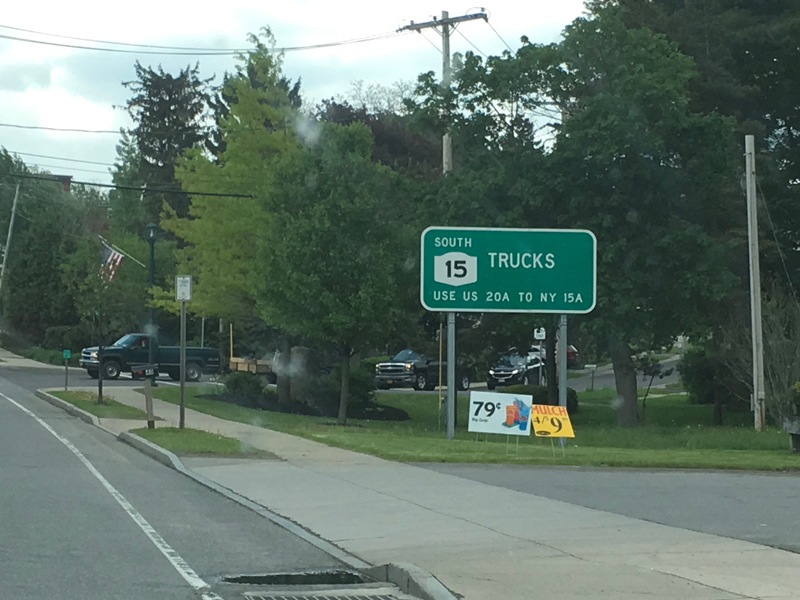 SOUTH
15 TRUCKS
USE US 20A TO NY 15A
79¢
MULCH
4/$9